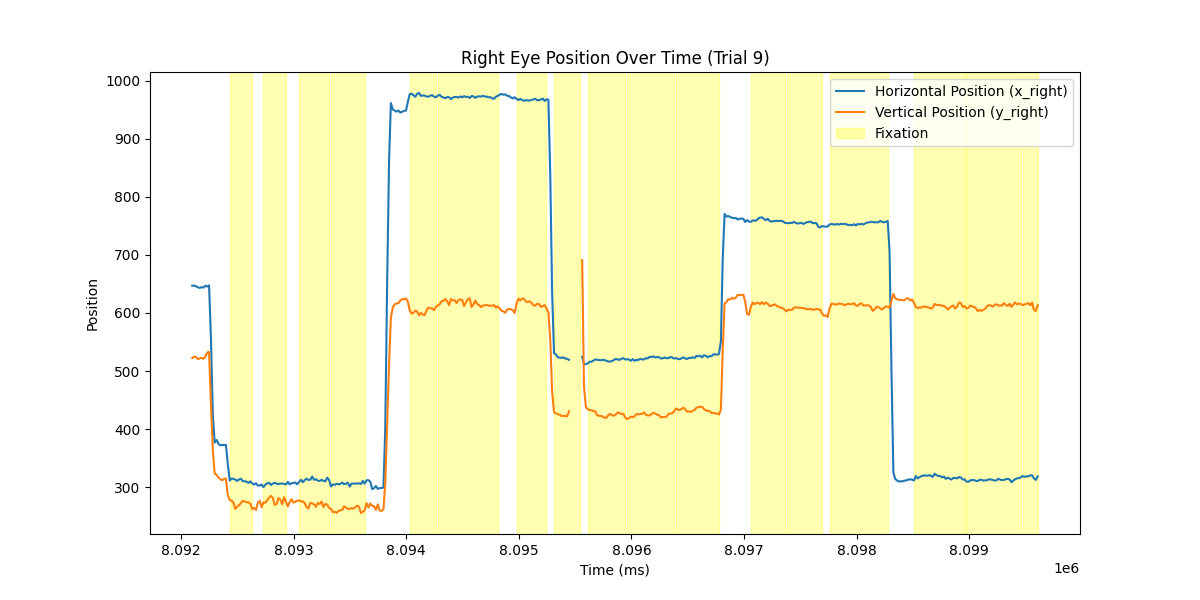 Right Eye Position Over Time (Trial 9)
1000
900
800
700
600
500
400
300
Position
Horizontal Position (x_right)
Vertical Position (y_right)
Fixation
8.092 8.093 8.094 8.095 8.096 8.097 8.098 8.099
1e6
Time (ms)